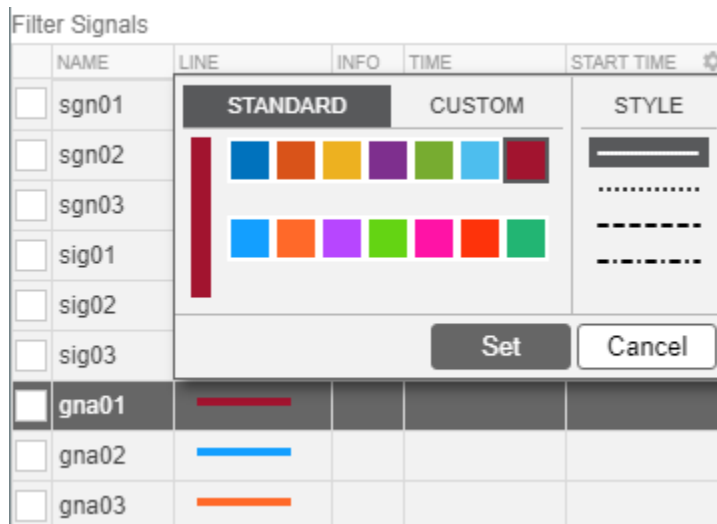 Filter Signals
NAME LINE INFO TIME START TIME
sgn01
STANDARD CUSTOM STYLE
sgn02
sgn03
sig01
sig02
sig03
Set Cancel
gna01
gna02
gna03